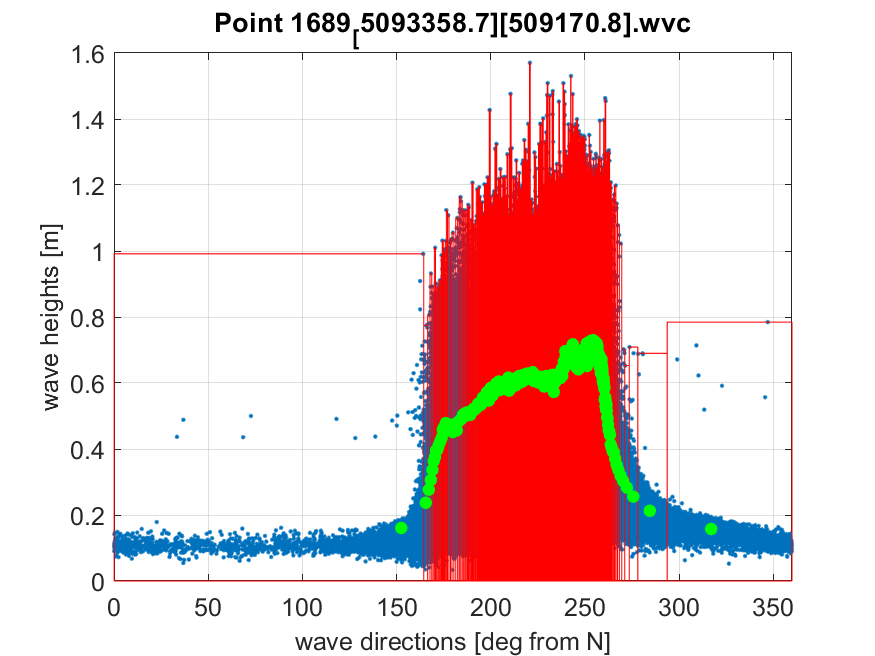 Point 1689[5093358.7][509170.8].wvc
1.6
1.4
1.2
1
0.8
0.6
0.4
0.2
0
wave heights [m]
0 50 100 150 200 250 300 350
wave directions [deg from N]